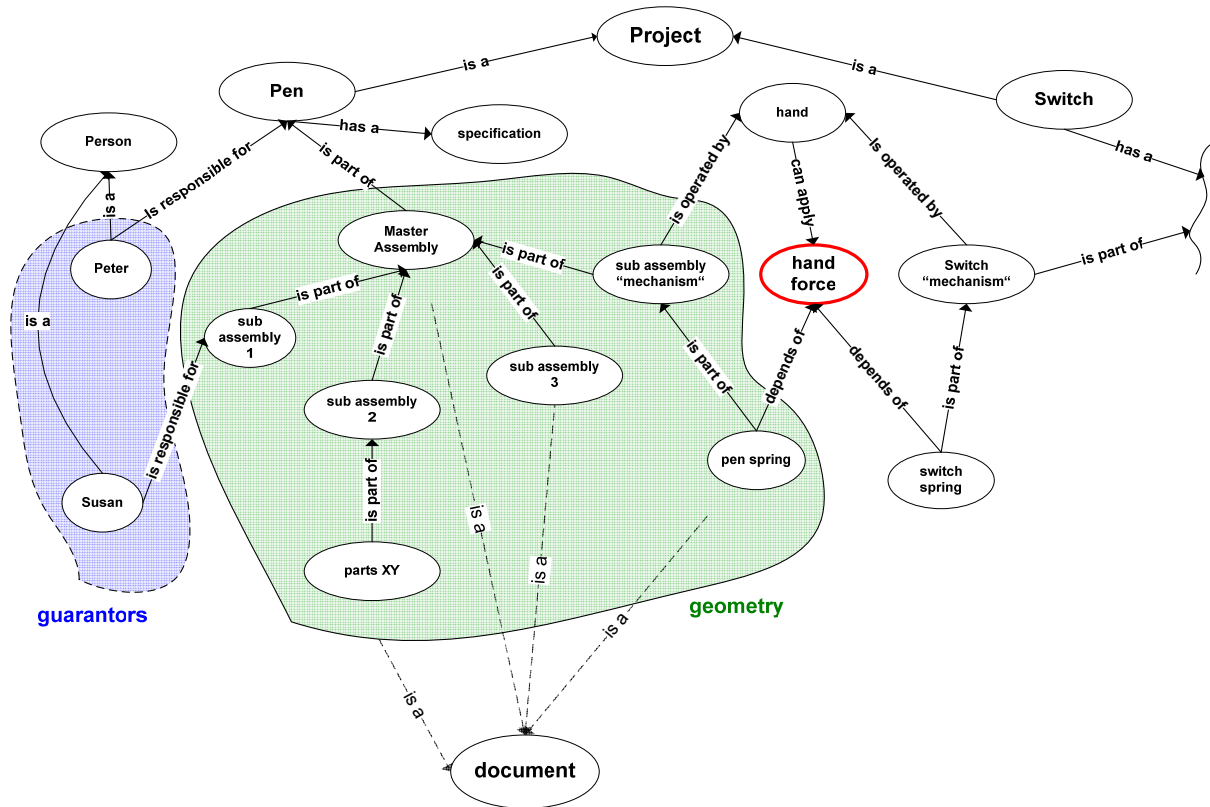 Project
is a
is a
Pen
Switch
has a
specification
hand
Person
Is responsible for
is part of
is operated by
can apply
Is operated by
has a
is a
Master
Assembly
Peter
is part of
sub assembly
“mechanism“
hand
force
Switch
“mechanism“
is part of
is part of
is part of
is a
sub
assembly
1
is part of
sub assembly
3
is part of
depends of
depends of
is part of
sub assembly
2
is responsible for
pen spring
switch
spring
Susan
is part of
is a
parts XY
is a
guarantors
geometry
is a
is a
document